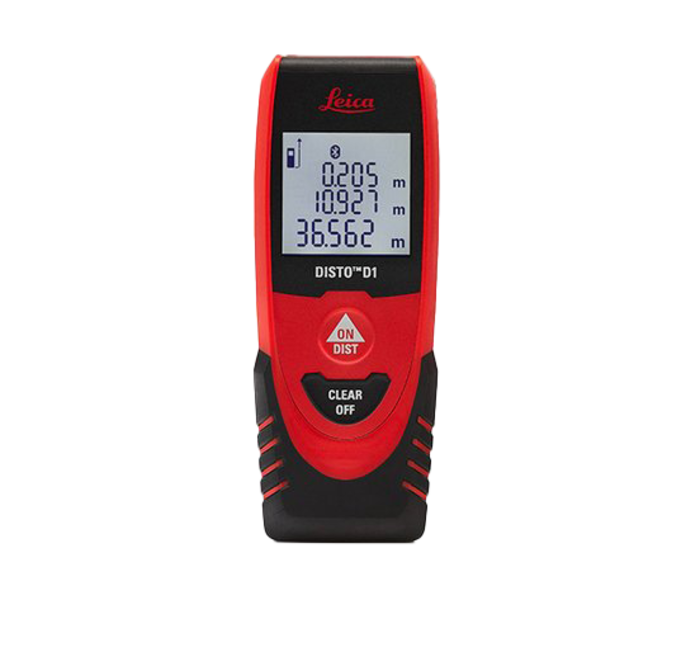 Leica
0.205 m
10.927 m
36.562 m
DISTO™ D1
ON
DIST
CLEAR
OFF